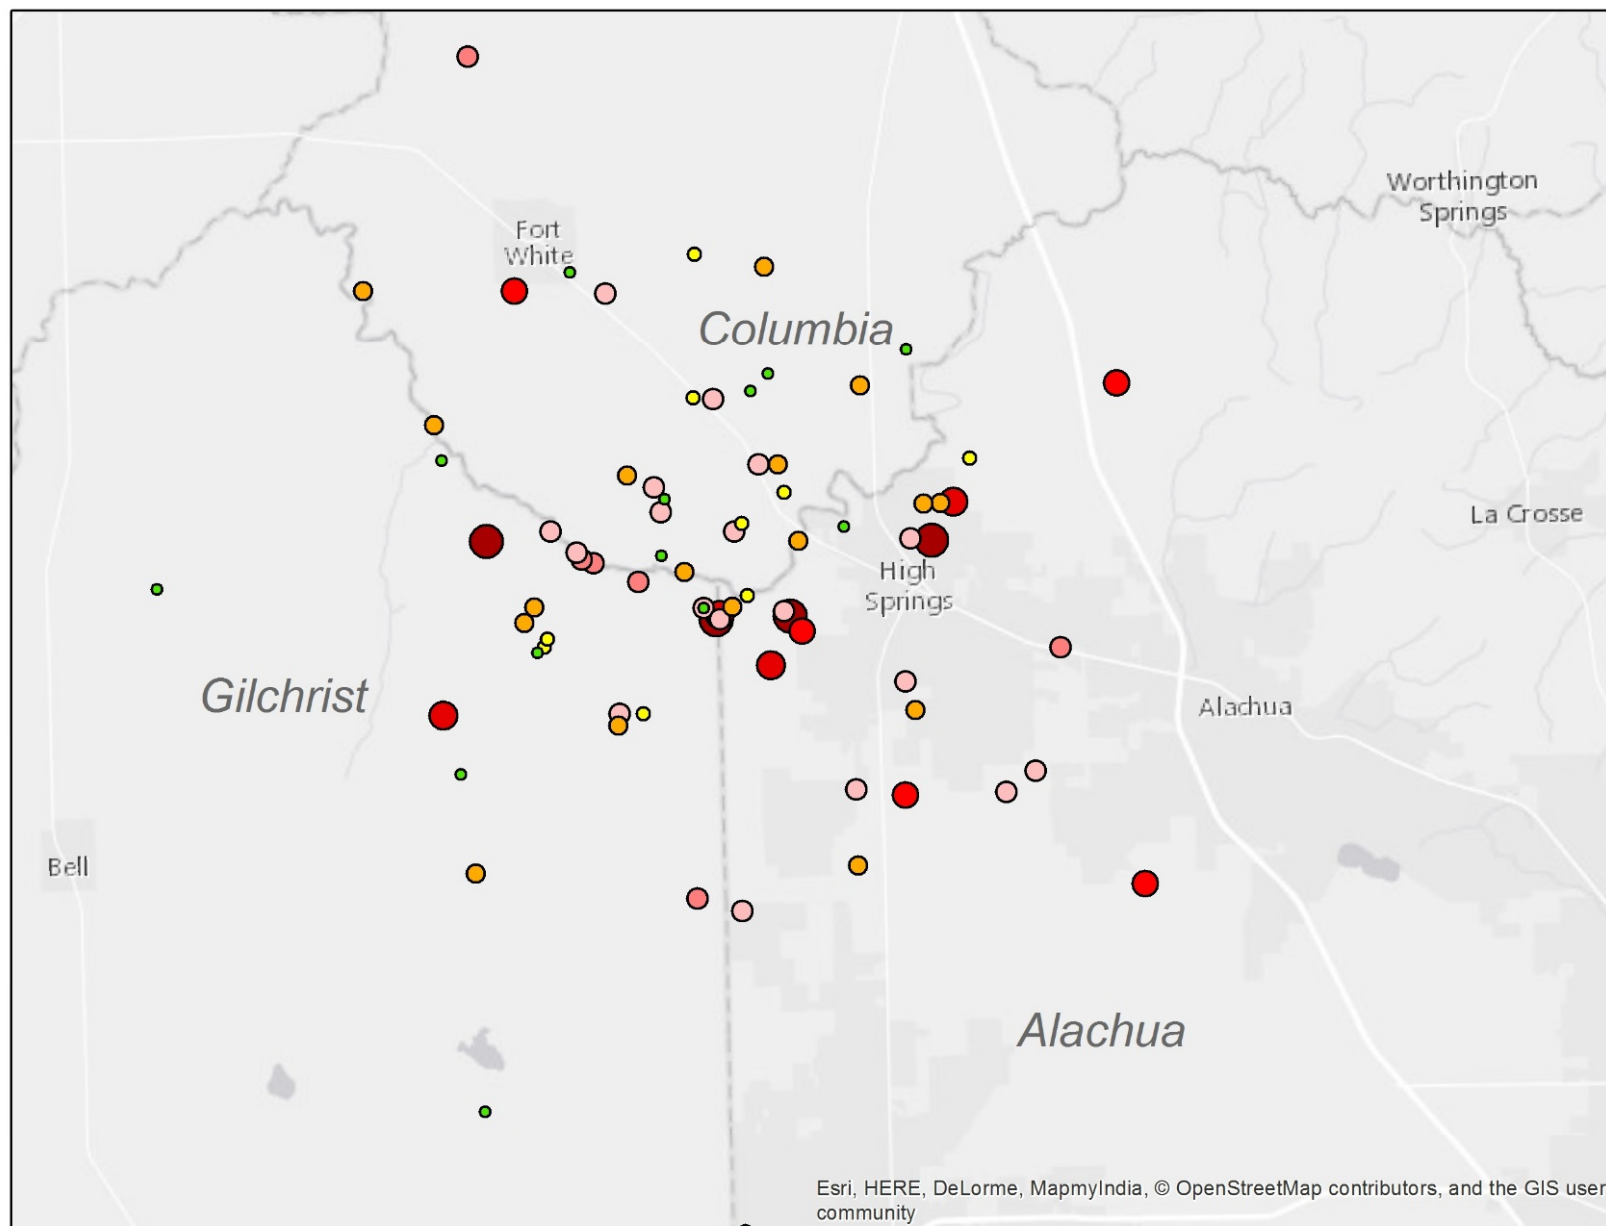 Worthington
Springs
Fort
White
Columbia
La Crosse
High
Springs
Gilchrist
Alachua
Bell
Alachua
Esri, HERE, DeLorme, MapmyIndia, © OpenStreetMap contributors, and the GIS user
community